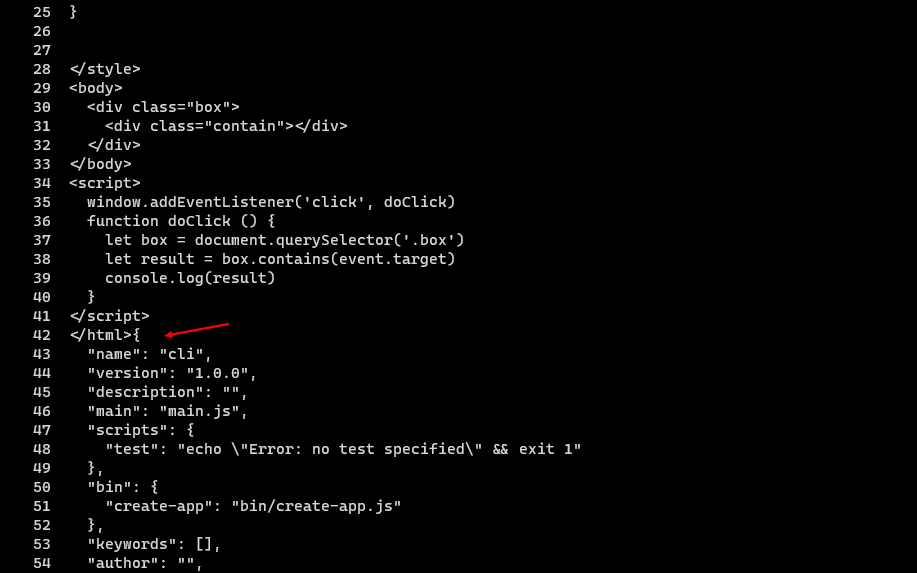 25 }
26
27
28 </style>
29 <body>
30   <div class="box">
31     <div class="contain"></div>
32   </div>
33 </body>
34 <script>
35   window.addEventListener('click', doClick)
36   function doClick () {
37     let box = document.querySelector('.box')
38     let result = box.contains(event.target)
39     console.log(result)
40   }
41 </script>
42 </html>{
43   "name": "cli",
44   "version": "1.0.0",
45   "description": "",
46   "main": "main.js",
47   "scripts": {
48     "test": "echo \"Error: no test specified\" && exit 1"
49   },
50   "bin": {
51     "create-app": "bin/create-app.js"
52   },
53   "keywords": [],
54   "author": "",